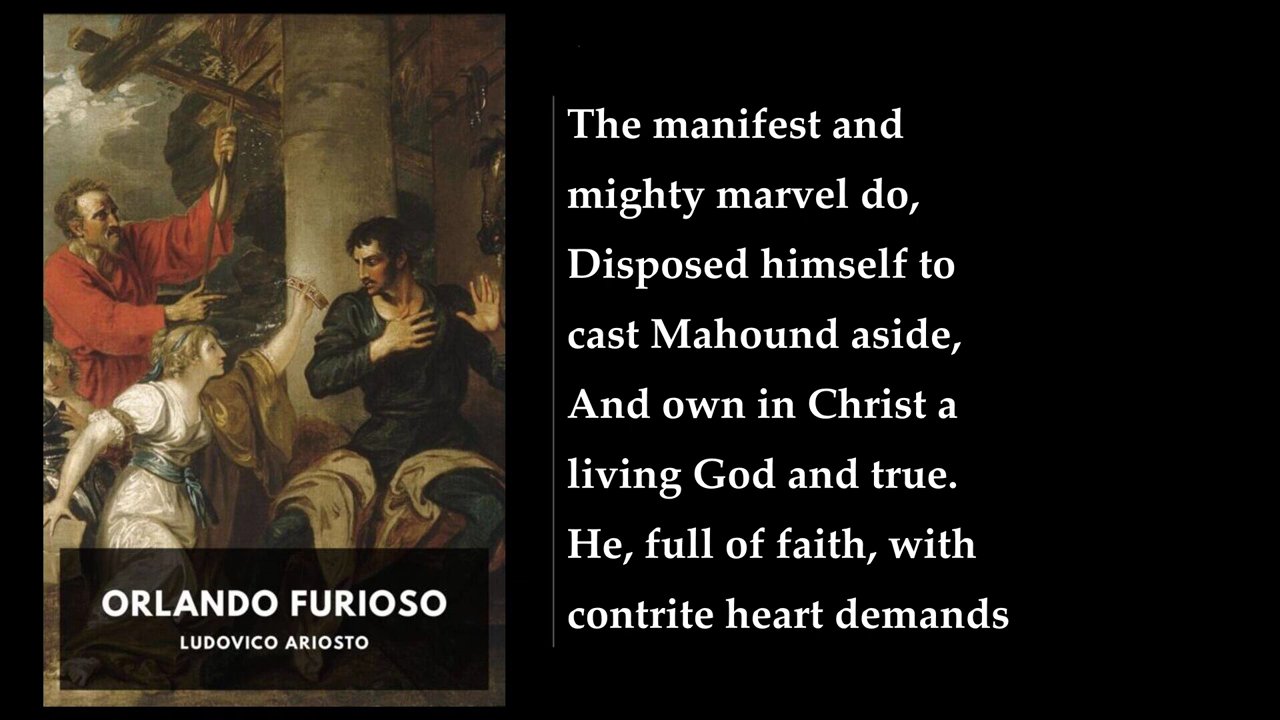 ORLANDO FURIOSO
LUDOVICO ARIOSTO
The manifest and
mighty marvel do,
Disposed himself to
cast Mahound aside,
And own in Christ a
living God and true.
He, full of faith, with
contrite heart demands